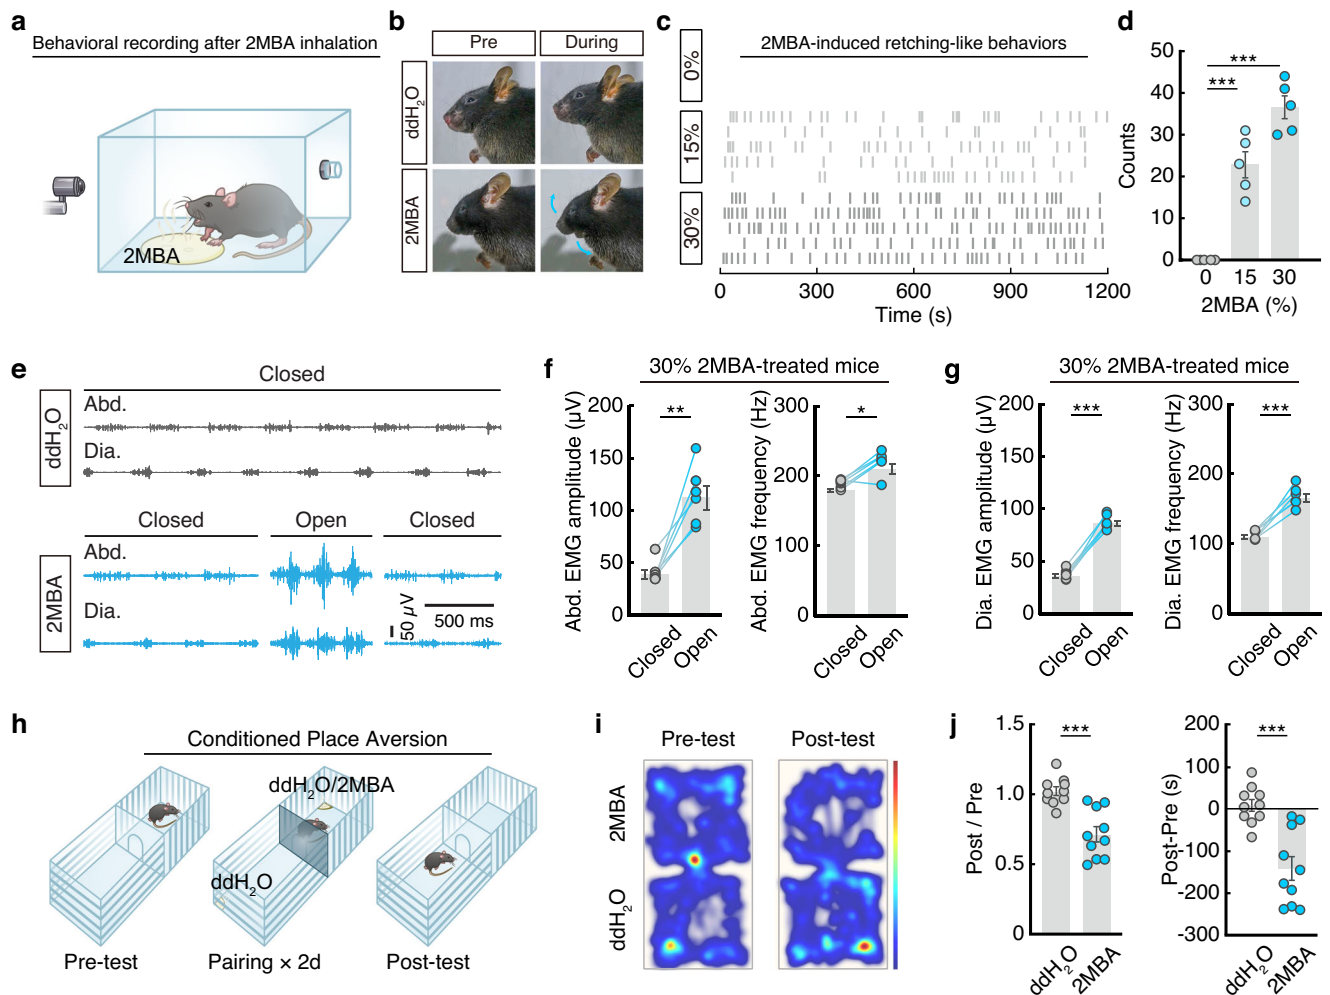 a
Behavioral recording after 2MBA inhalation
2MBA
b
Pre
During
ddH2O
2MBA
c
2MBA-induced retching-like behaviors
0%
15%
30%
0
300
600
900
1200
Time (s)
d
50
40
30
20
10
0
Counts
***
***
0
15
30
2MBA (%)
e
Closed
ddH2O
Abd.
Dia.
Closed
Open
Closed
2MBA
Abd.
Dia.
50 µV
500 ms
f
30% 2MBA-treated mice
Abd. EMG amplitude (µV)
200
150
100
50
0
**
Closed
Open
Abd. EMG frequency (Hz)
300
200
100
0
*
Closed
Open
g
30% 2MBA-treated mice
Dia. EMG amplitude (µV)
200
150
100
50
0
***
Closed
Open
Dia. EMG frequency (Hz)
300
200
100
0
***
Closed
Open
h
Conditioned Place Aversion
ddH2O/2MBA
ddH2O
Pre-test
Pairing × 2d
Post-test
i
Pre-test
Post-test
2MBA
ddH2O
j
Post / Pre
1.5
1.0
0.5
0
***
ddH2O
2MBA
Post-Pre (s)
200
100
0
-100
-200
-300
***
ddH2O
2MBA